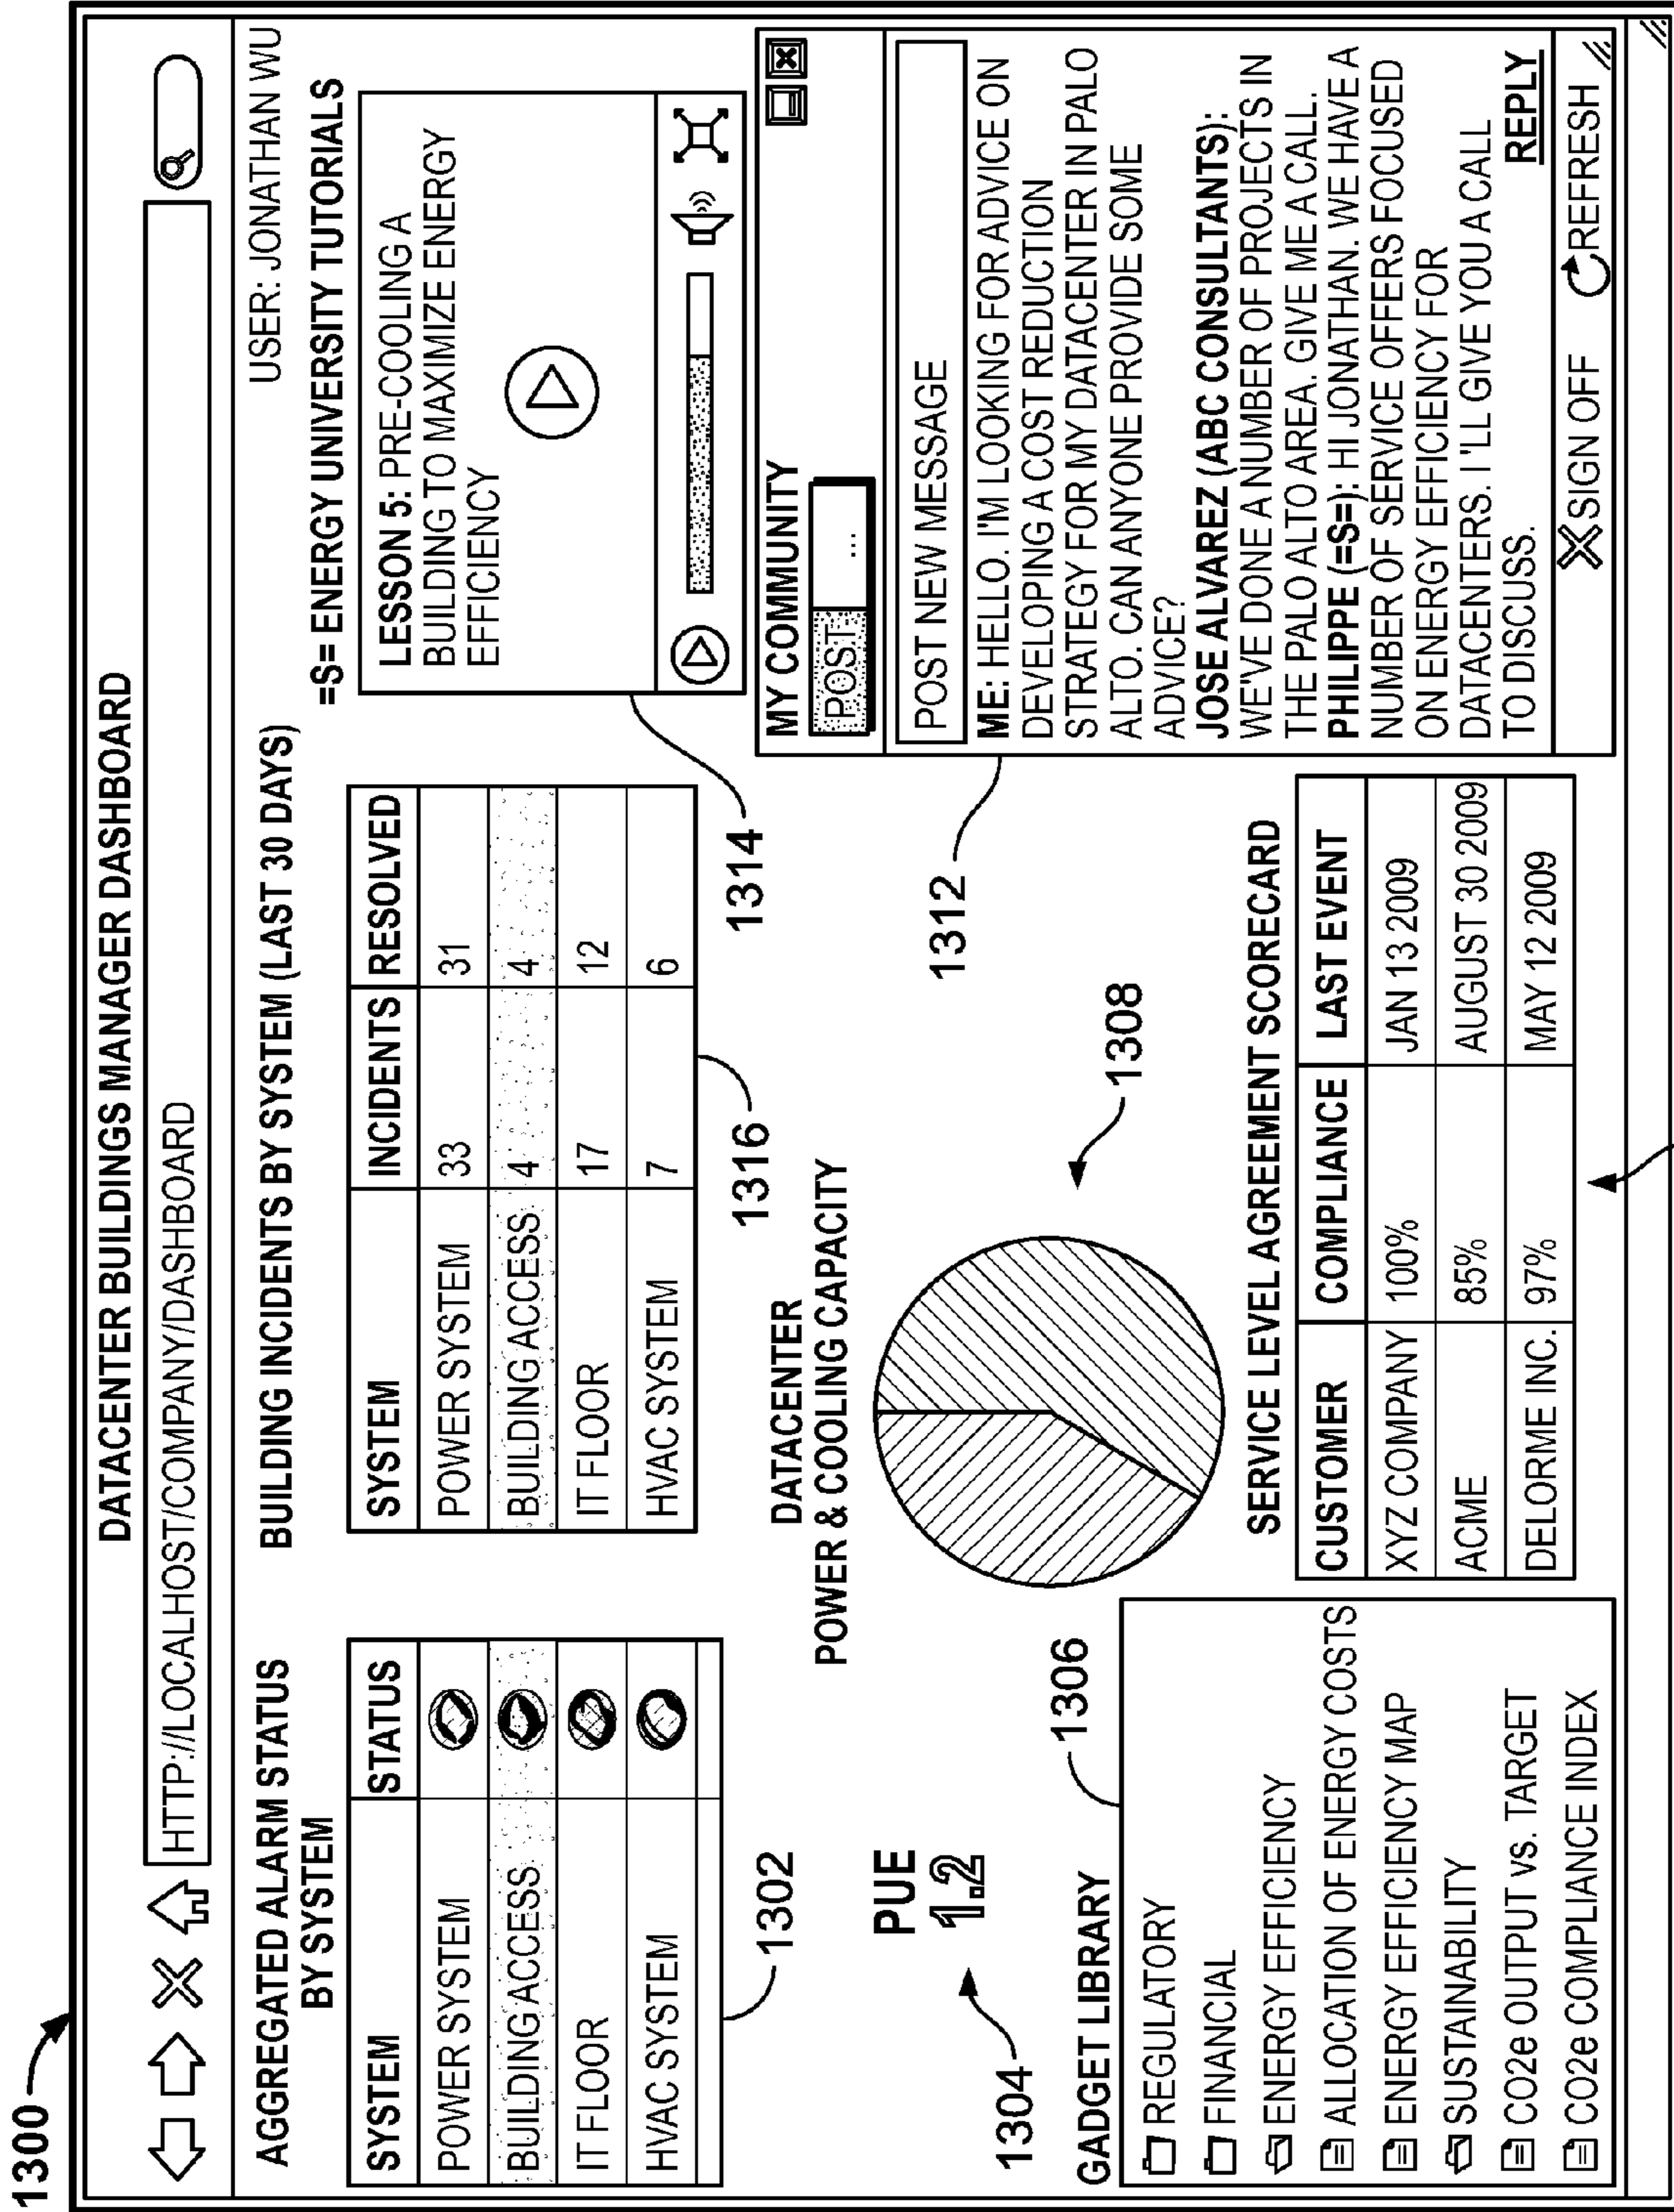 1300
DATACENTER BUILDINGS MANAGER DASHBOARD
HTTP://LOCALHOST/COMPANY/DASHBOARD
USER: JONATHAN WU
AGGREGATED ALARM STATUS
BY SYSTEM
SYSTEM STATUS
POWER SYSTEM
BUILDING ACCESS
IT FLOOR
HVAC SYSTEM
1302
BUILDING INCIDENTS BY SYSTEM (LAST 30 DAYS)
SYSTEM INCIDENTS RESOLVED
POWER SYSTEM 33 31
BUILDING ACCESS 4 4
IT FLOOR 17 12
HVAC SYSTEM 7 6
1316
=S= ENERGY UNIVERSITY TUTORIALS
LESSON 5: PRE-COOLING A
BUILDING TO MAXIMIZE ENERGY
EFFICIENCY
1314
PUE
1.2
1304
DATACENTER
POWER & COOLING CAPACITY
1308
GADGET LIBRARY
1306
REGULATORY
FINANCIAL
ENERGY EFFICIENCY
ALLOCATION OF ENERGY COSTS
ENERGY EFFICIENCY MAP
SUSTAINABILITY
CO2e OUTPUT vs. TARGET
CO2e COMPLIANCE INDEX
SERVICE LEVEL AGREEMENT SCORECARD
CUSTOMER COMPLIANCE LAST EVENT
XYZ COMPANY 100% JAN 13 2009
ACME 85% AUGUST 30 2009
DELORME INC. 97% MAY 12 2009
MY COMMUNITY
POST ...
1312
POST NEW MESSAGE
ME: HELLO. I'M LOOKING FOR ADVICE ON
DEVELOPING A COST REDUCTION
STRATEGY FOR MY DATACENTER IN PALO
ALTO. CAN ANYONE PROVIDE SOME
ADVICE?
JOSE ALVAREZ (ABC CONSULTANTS):
WE'VE DONE A NUMBER OF PROJECTS IN
THE PALO ALTO AREA. GIVE ME A CALL.
PHILIPPE (=S=): HI JONATHAN. WE HAVE A
NUMBER OF SERVICE OFFERS FOCUSED
ON ENERGY EFFICIENCY FOR
DATACENTERS. I'LL GIVE YOU A CALL
TO DISCUSS.
REPLY
SIGN OFF REFRESH